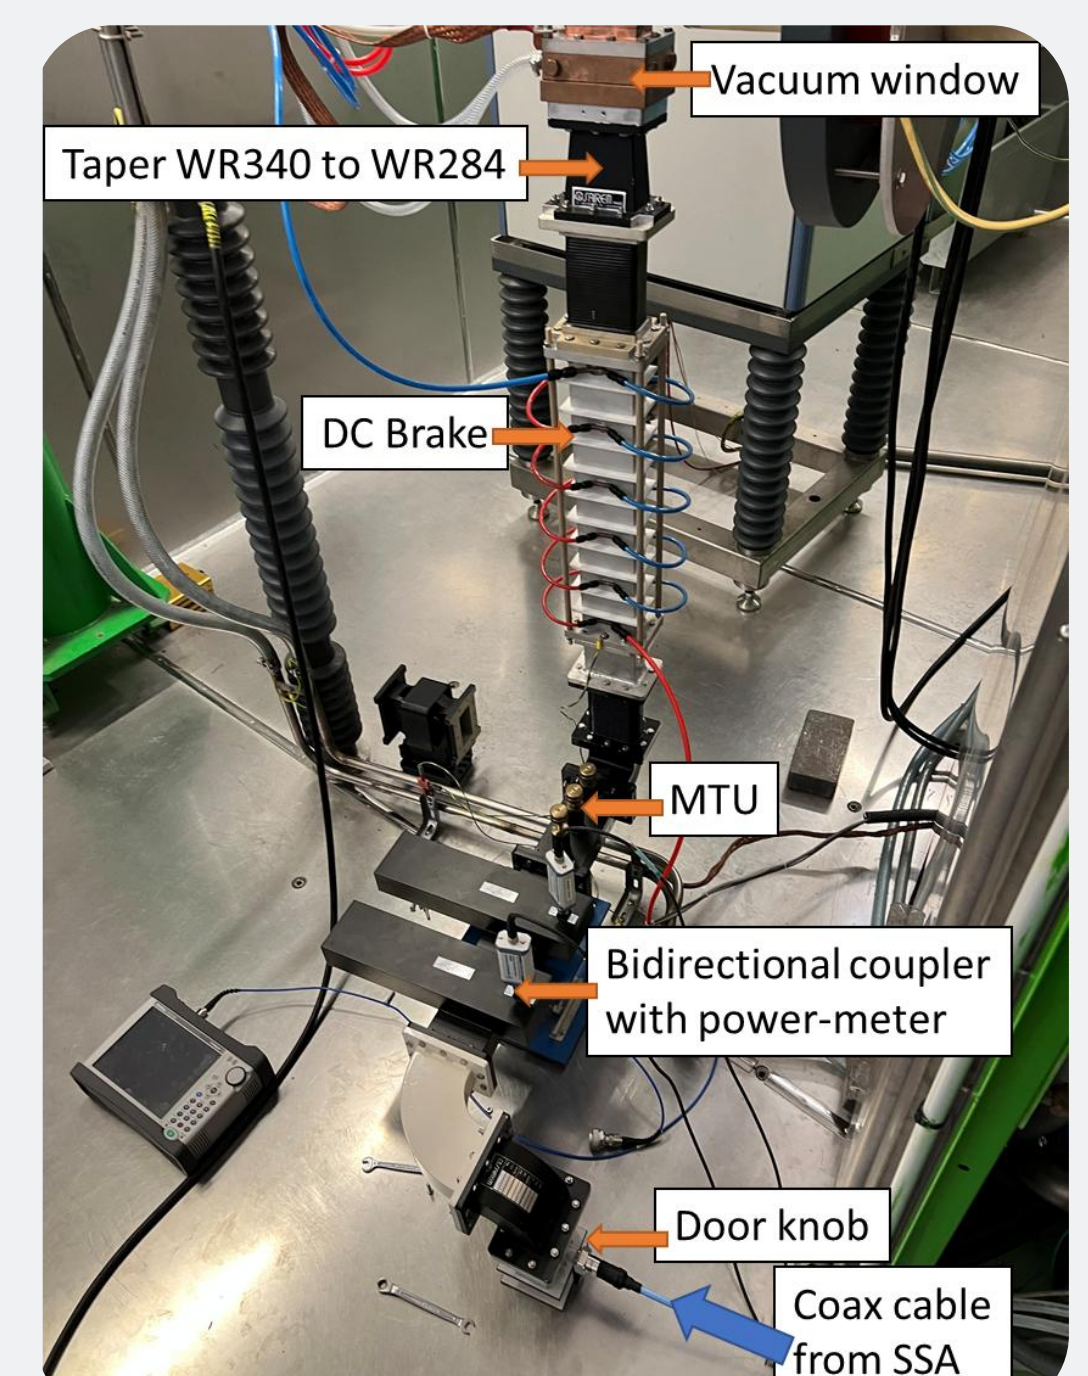 Vacuum window
Taper WR340 to WR284
SAIREM
DC Brake
MTU
Bidirectional coupler
with power-meter
Door knob
Coax cable
from SSA